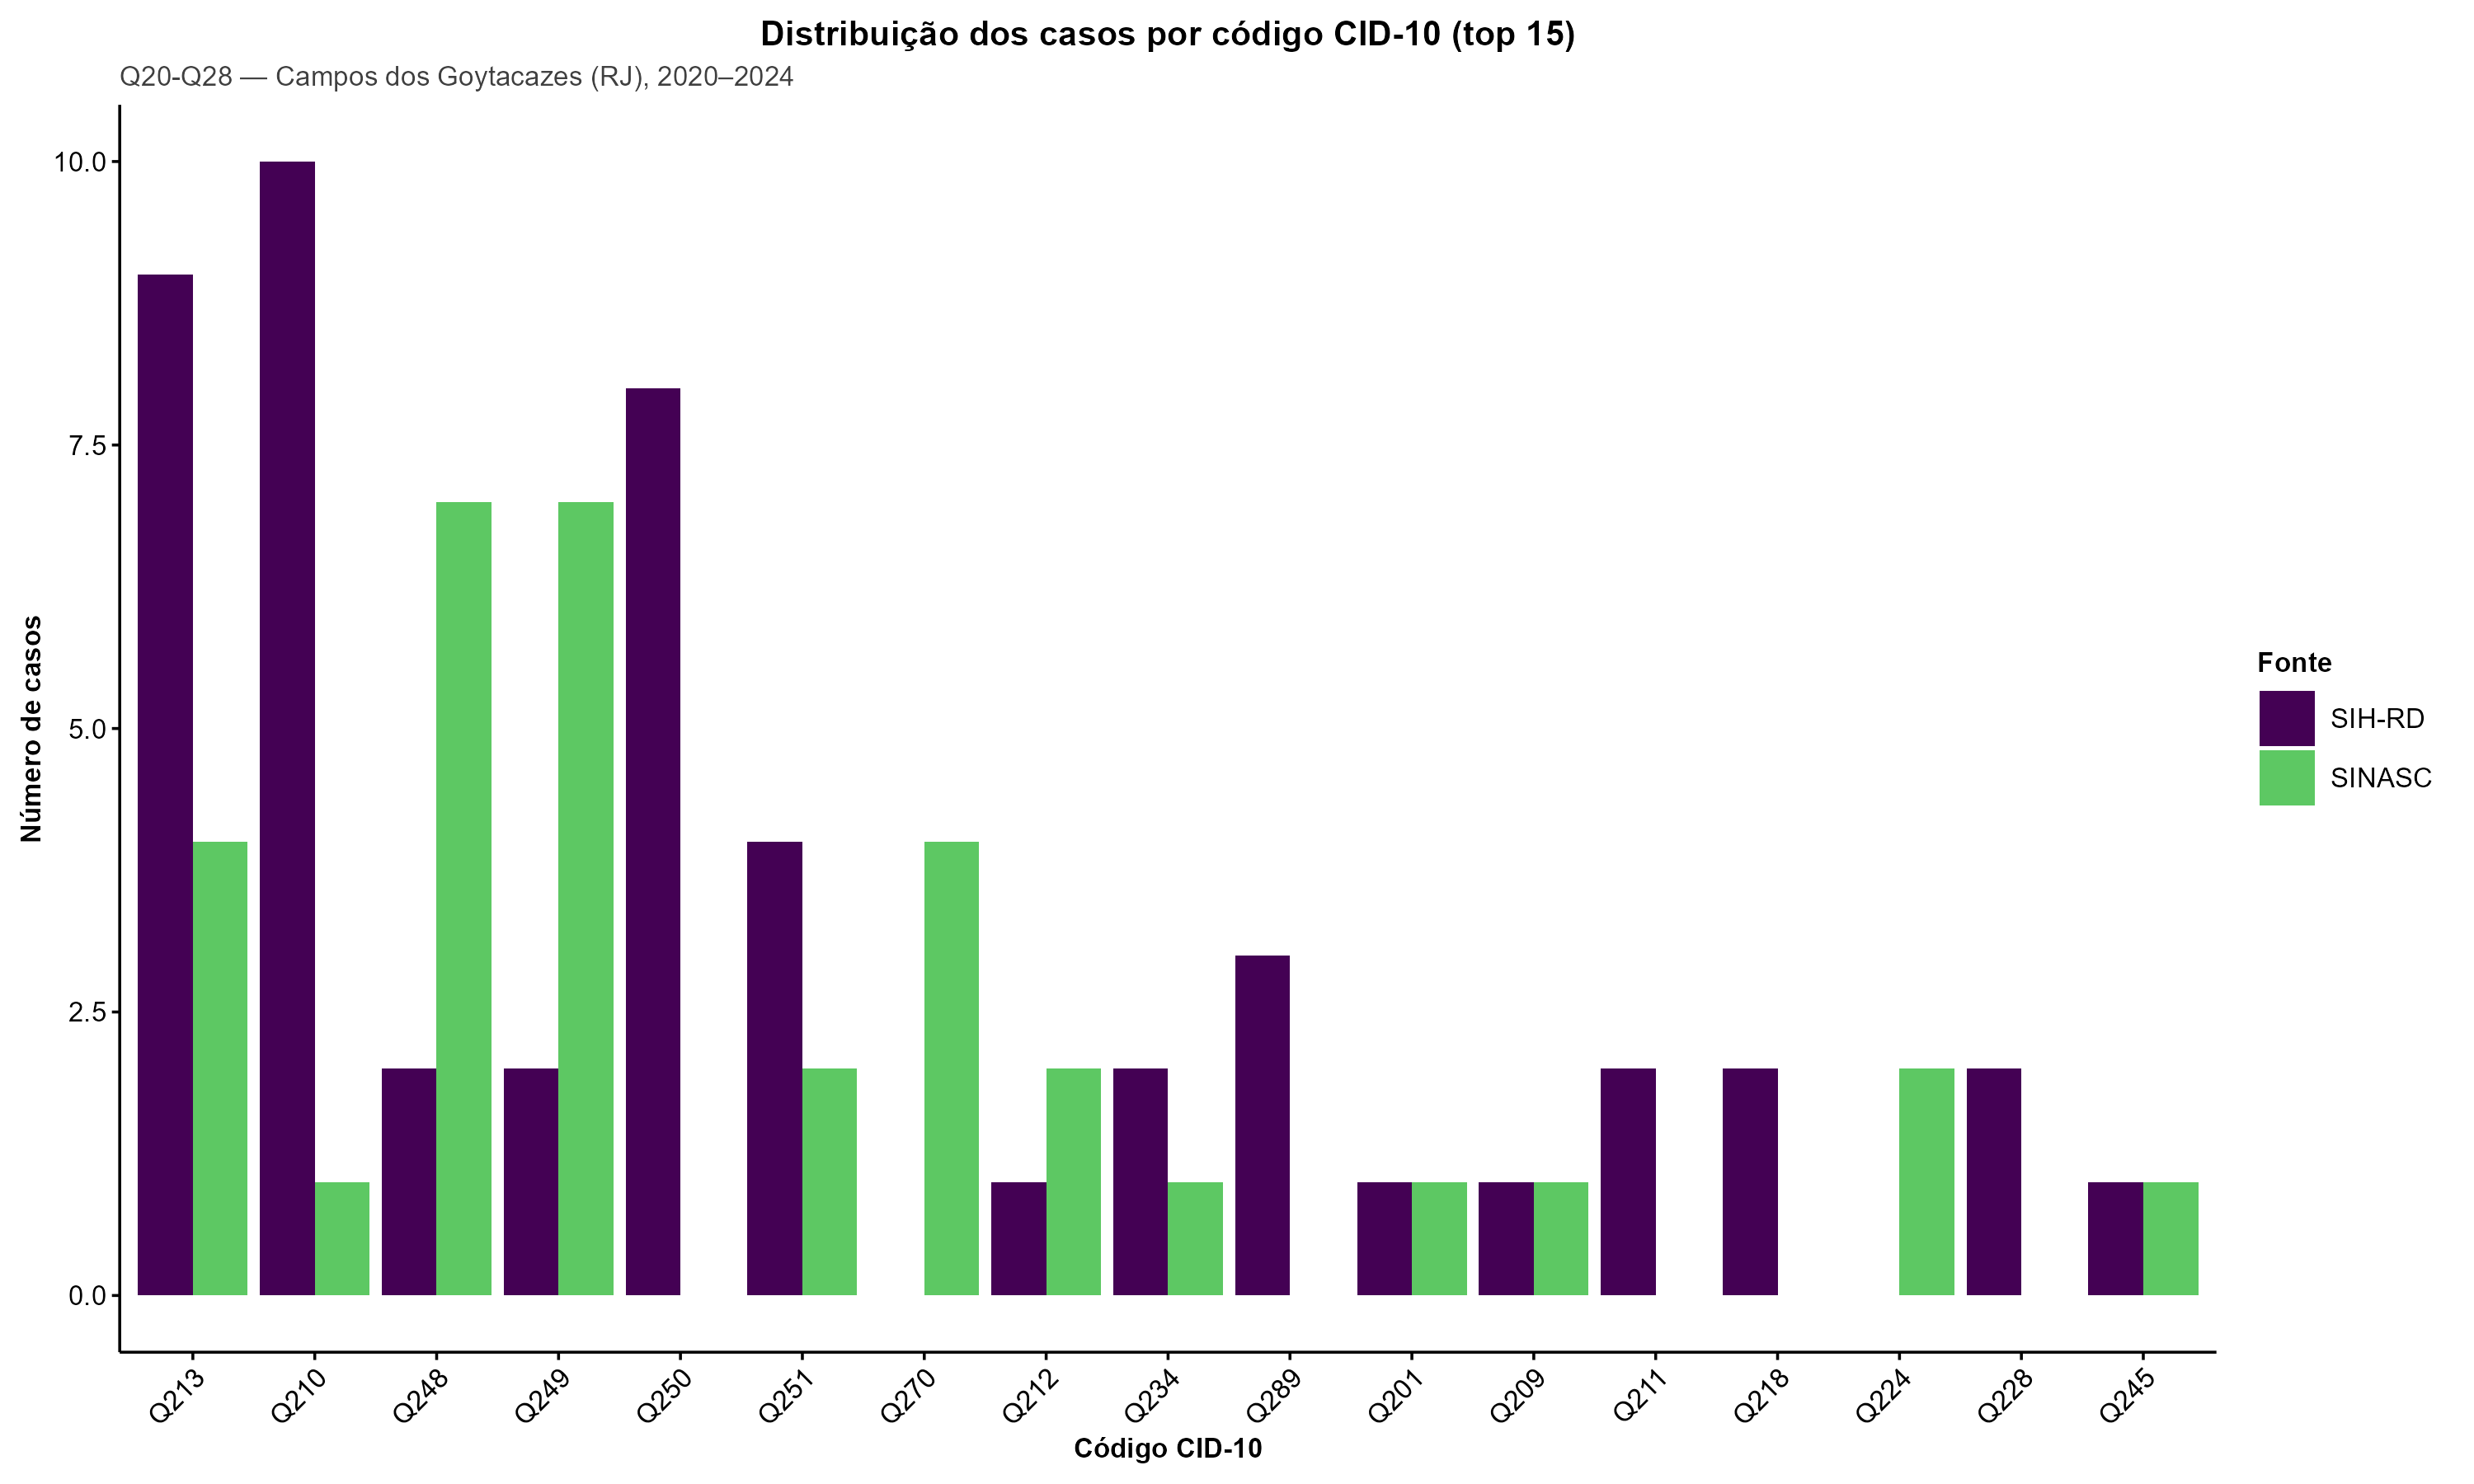 Distribuição dos casos por código CID-10 (top 15)
Q20-Q28 — Campos dos Goytacazes (RJ), 2020–2024
Número de casos
10.0
7.5
5.0
2.5
0.0
Q213
Q210
Q248
Q249
Q250
Q251
Q270
Q212
Q234
Q289
Q201
Q209
Q211
Q218
Q224
Q228
Q245
Código CID-10
Fonte
SIH-RD
SINASC